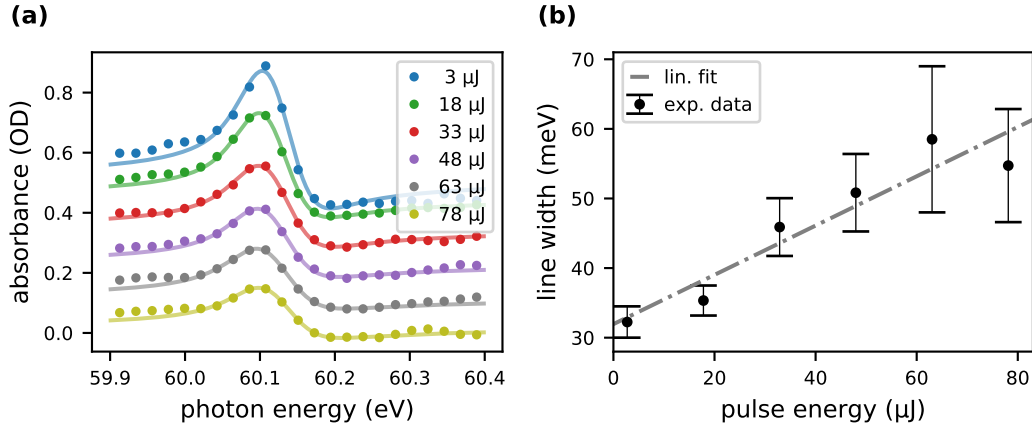 (a)
absorbance (OD)
0.8
0.6
0.4
0.2
0.0
59.9
60.0
60.1
60.2
60.3
60.4
photon energy (eV)
3 µJ
18 µJ
33 µJ
48 µJ
63 µJ
78 µJ
(b)
line width (meV)
70
60
50
40
30
0
20
40
60
80
pulse energy (µJ)
lin. fit
exp. data